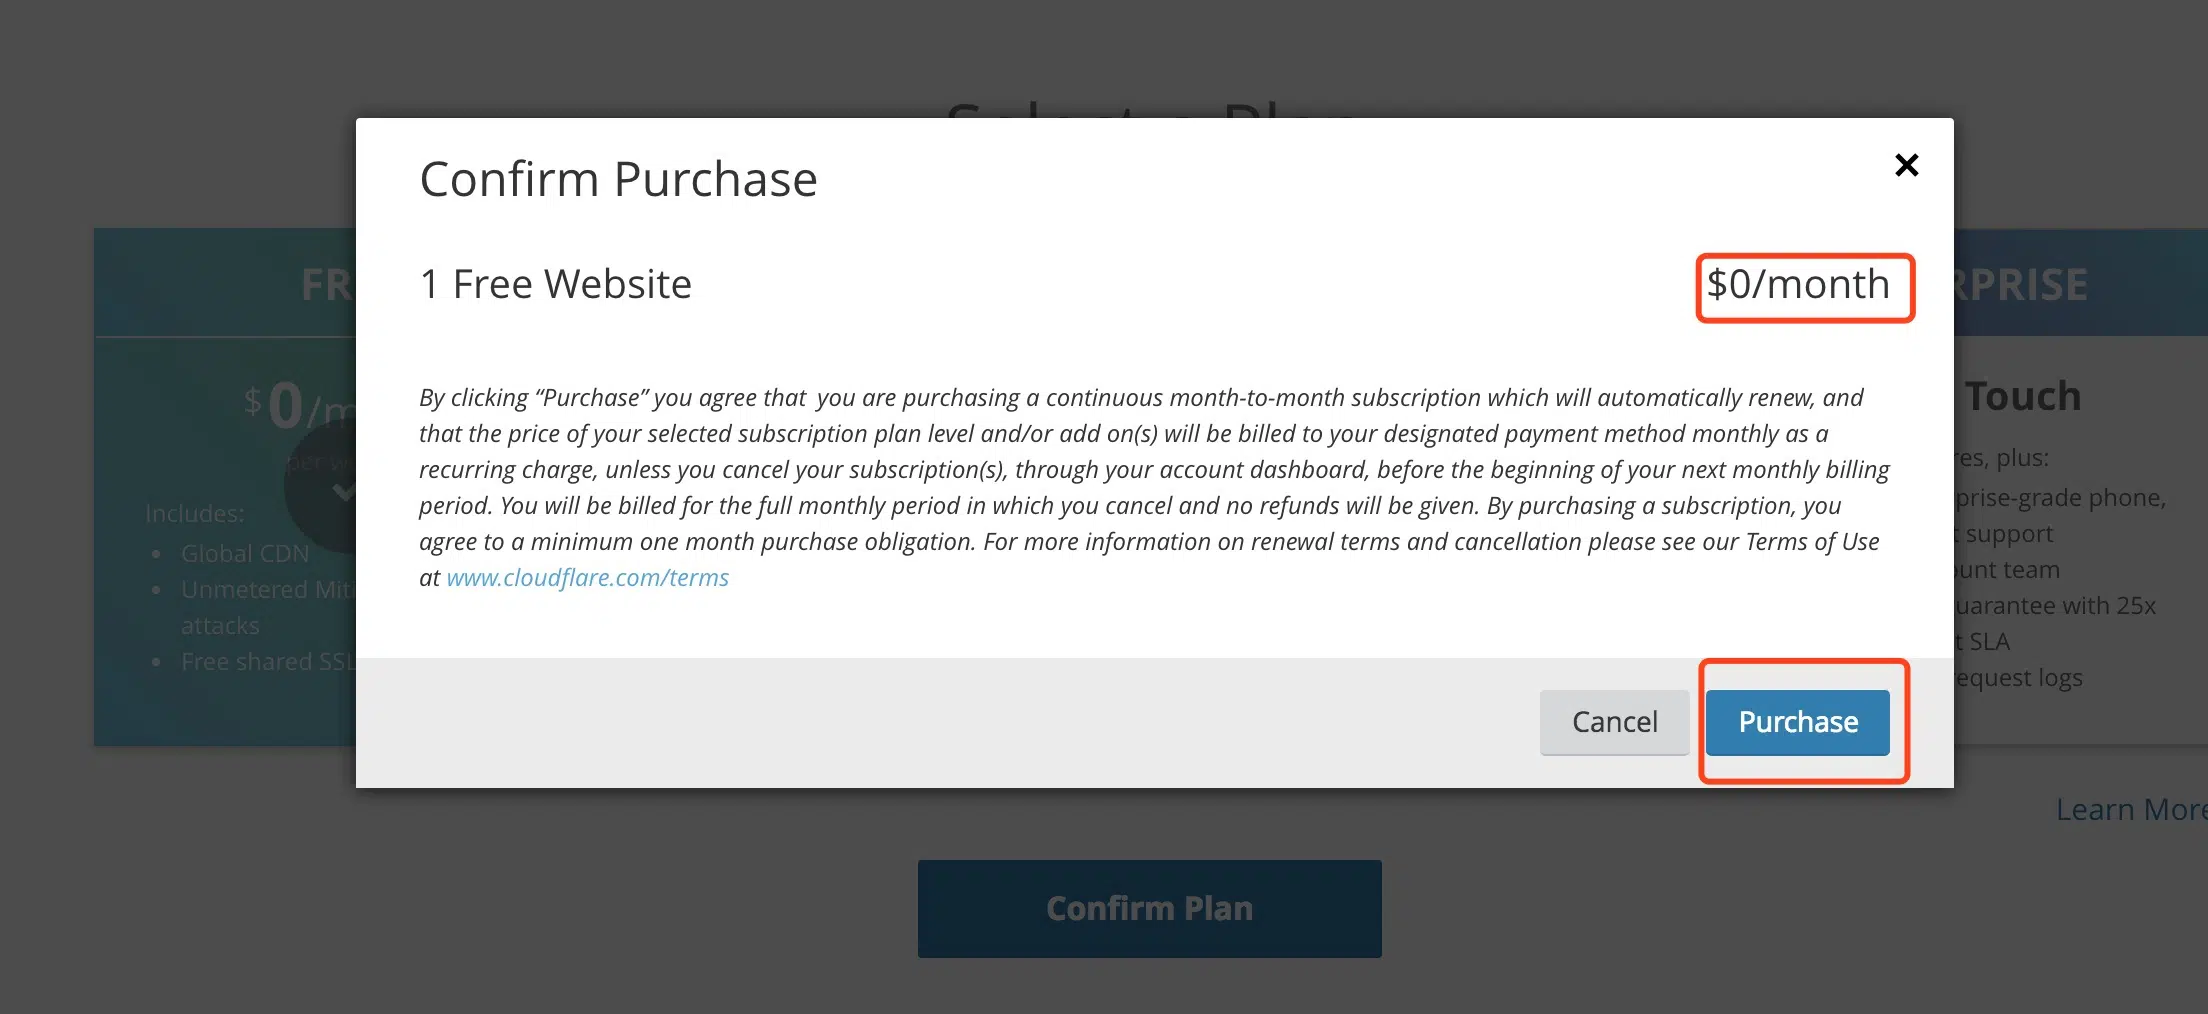 Select a Plan
Confirm Purchase
1 Free Website
$0/month
By clicking “Purchase” you agree that you are purchasing a continuous month-to-month subscription which will automatically renew, and
that the price of your selected subscription plan level and/or add on(s) will be billed to your designated payment method monthly as a
recurring charge, unless you cancel your subscription(s), through your account dashboard, before the beginning of your next monthly billing
period. You will be billed for the full monthly period in which you cancel and no refunds will be given. By purchasing a subscription, you
agree to a minimum one month purchase obligation. For more information on renewal terms and cancellation please see our Terms of Use
at www.cloudflare.com/terms
Cancel
Purchase
FR
$0/m
per w
Includes:
• Global CDN
• Unmetered Miti
attacks
• Free shared SSL
RPRISE
Touch
res, plus:
prise-grade phone,
t support
ount team
uarantee with 25x
t SLA
request logs
Learn More
Confirm Plan